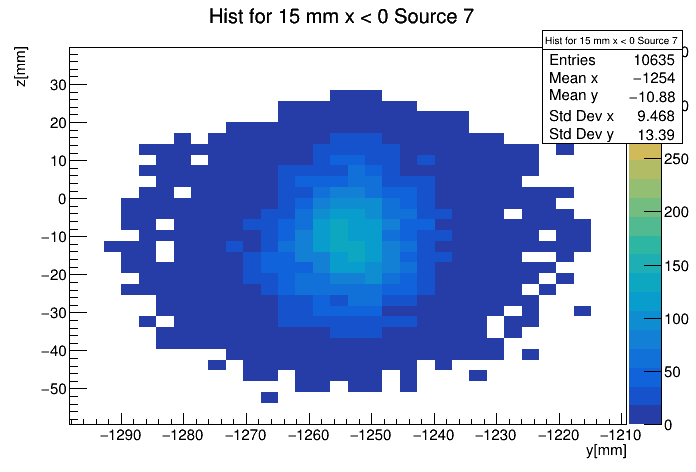 Hist for 15 mm x < 0 Source 7
z[mm]
Hist for 15 mm x < 0 Source 7
Entries 10635
Mean x −1254
Mean y −10.88
Std Dev x 9.468
Std Dev y 13.39
30
20
10
0
−10
−20
−30
−40
−50
0
0
250
200
150
100
50
0
−1290 −1280 −1270 −1260 −1250 −1240 −1230 −1220 −1210
y[mm]